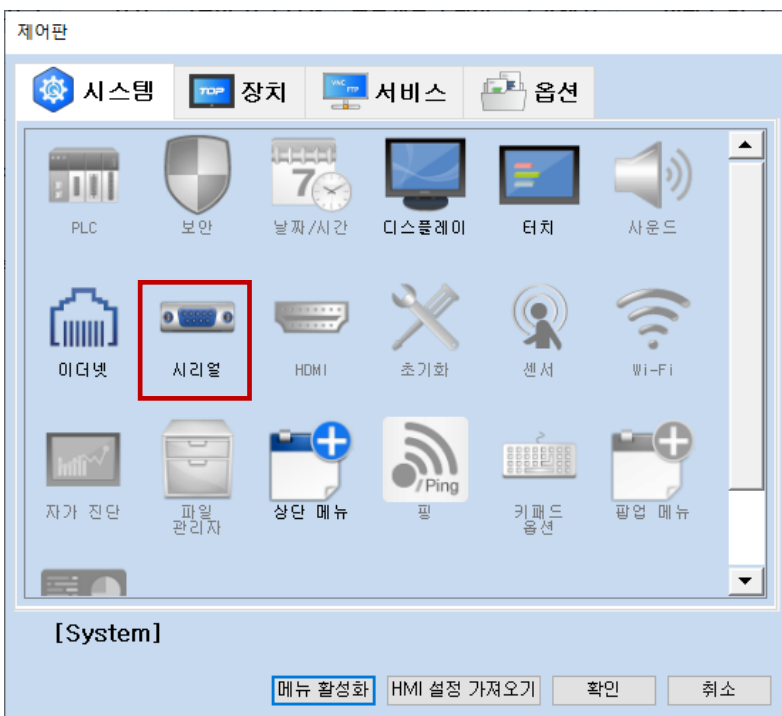 제어판
시스템 TOP 장치 VNC FTP 서비스 옵션
7
PLC 보안 날짜/시간 디스플레이 터치 사운드
이더넷 시리얼 HDMI 초기화 센서 Wi-Fi
/Ping
자가 진단 파일 관리자 상단 메뉴 핑 키패드 옵션 팝업 메뉴
[System]
메뉴 활성화 HMI 설정 가져오기 확인 취소